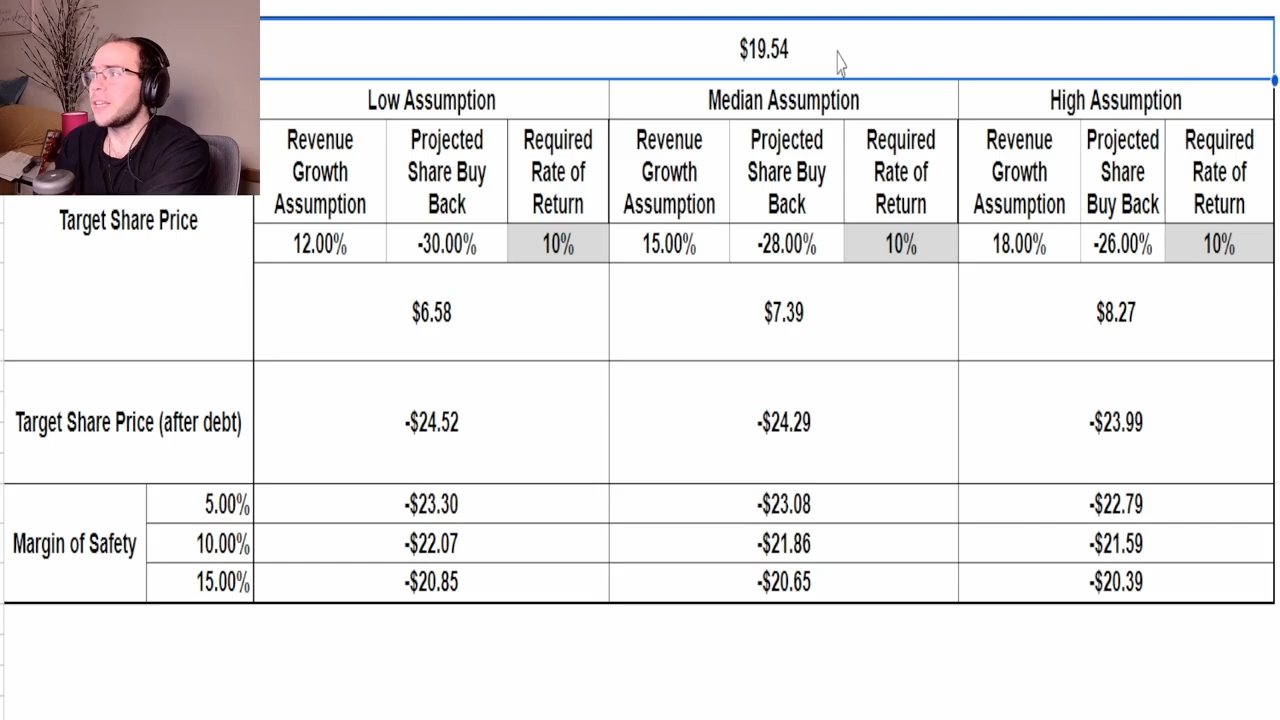 $19.54
Low Assumption Median Assumption High Assumption
Revenue Growth Assumption Projected Share Buy Back Required Rate of Return Revenue Growth Assumption Projected Share Buy Back Required Rate of Return Revenue Growth Assumption Projected Share Buy Back Required Rate of Return
Target Share Price
12.00% -30.00% 10% 15.00% -28.00% 10% 18.00% -26.00% 10%
$6.58 $7.39 $8.27
Target Share Price (after debt) -$24.52 -$24.29 -$23.99
Margin of Safety
5.00% -$23.30 -$23.08 -$22.79
10.00% -$22.07 -$21.86 -$21.59
15.00% -$20.85 -$20.65 -$20.39